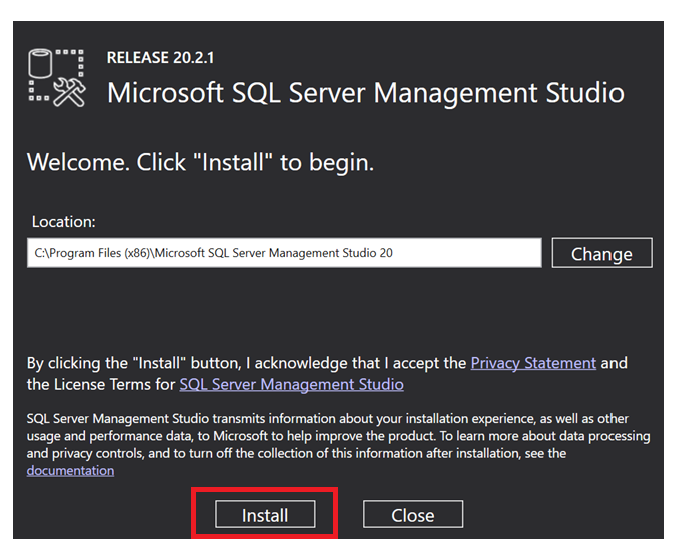 RELEASE 20.2.1
Microsoft SQL Server Management Studio
Welcome. Click "Install" to begin.
Location:
C:\Program Files (x86)\Microsoft SQL Server Management Studio 20
Change
By clicking the "Install" button, I acknowledge that I accept the Privacy Statement and
the License Terms for SQL Server Management Studio
SQL Server Management Studio transmits information about your installation experience, as well as other
usage and performance data, to Microsoft to help improve the product. To learn more about data processing
and privacy controls, and to turn off the collection of this information after installation, see the
documentation
Install
Close